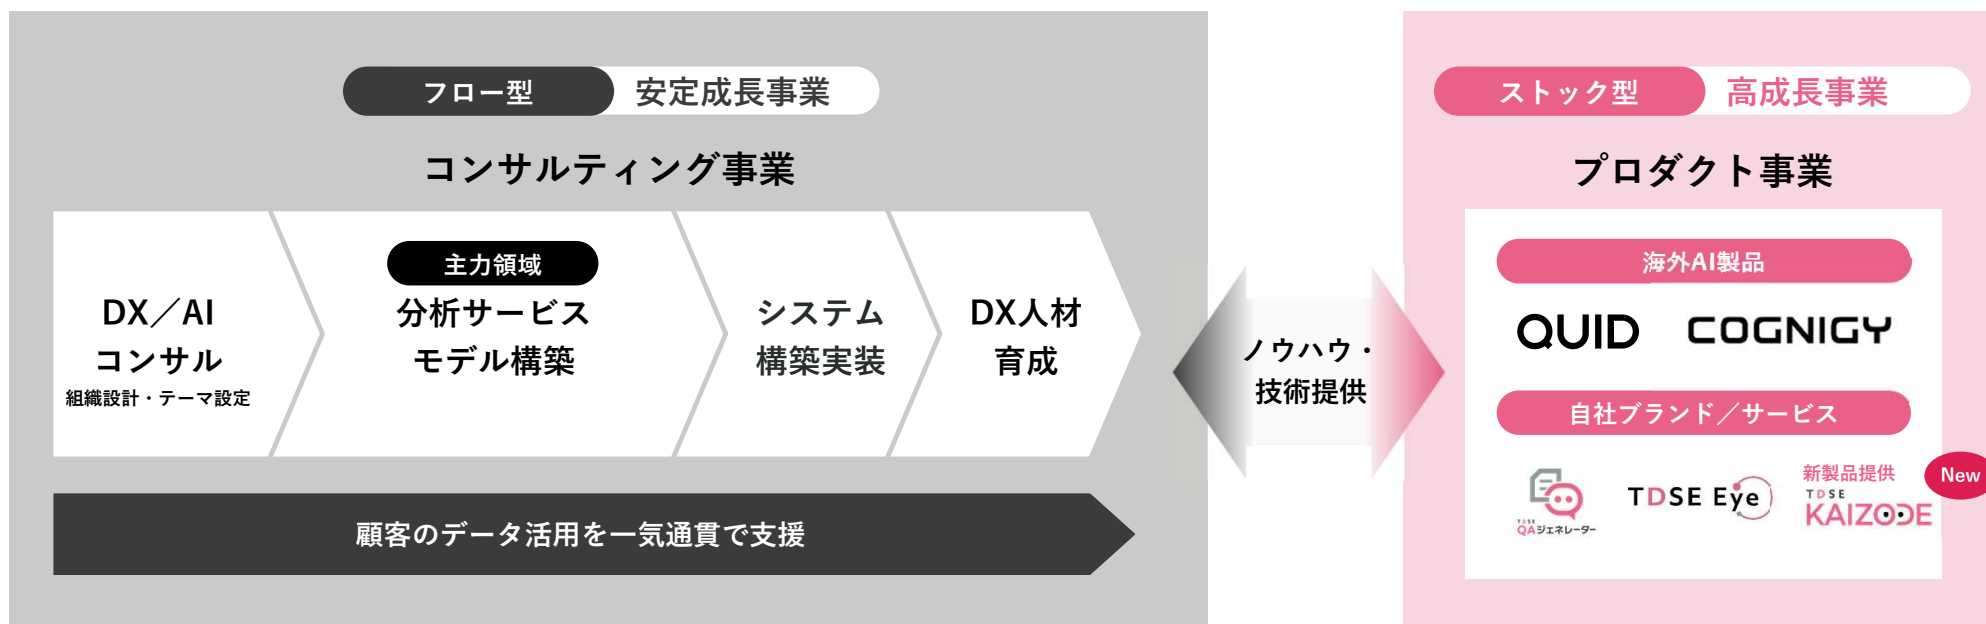 フロー型
安定成長事業
コンサルティング事業
DX／AI
コンサル
組織設計・テーマ設定
主力領域
分析サービス
モデル構築
システム
構築実装
DX人材
育成
顧客のデータ活用を一気通貫で支援
ノウハウ・
技術提供
ストック型
高成長事業
プロダクト事業
海外AI製品
QUID
COGNIGY
自社ブランド／サービス
TDSE
QAジェネレーター
TDSE Eye
新製品提供
TDSE
KAIZODE
New